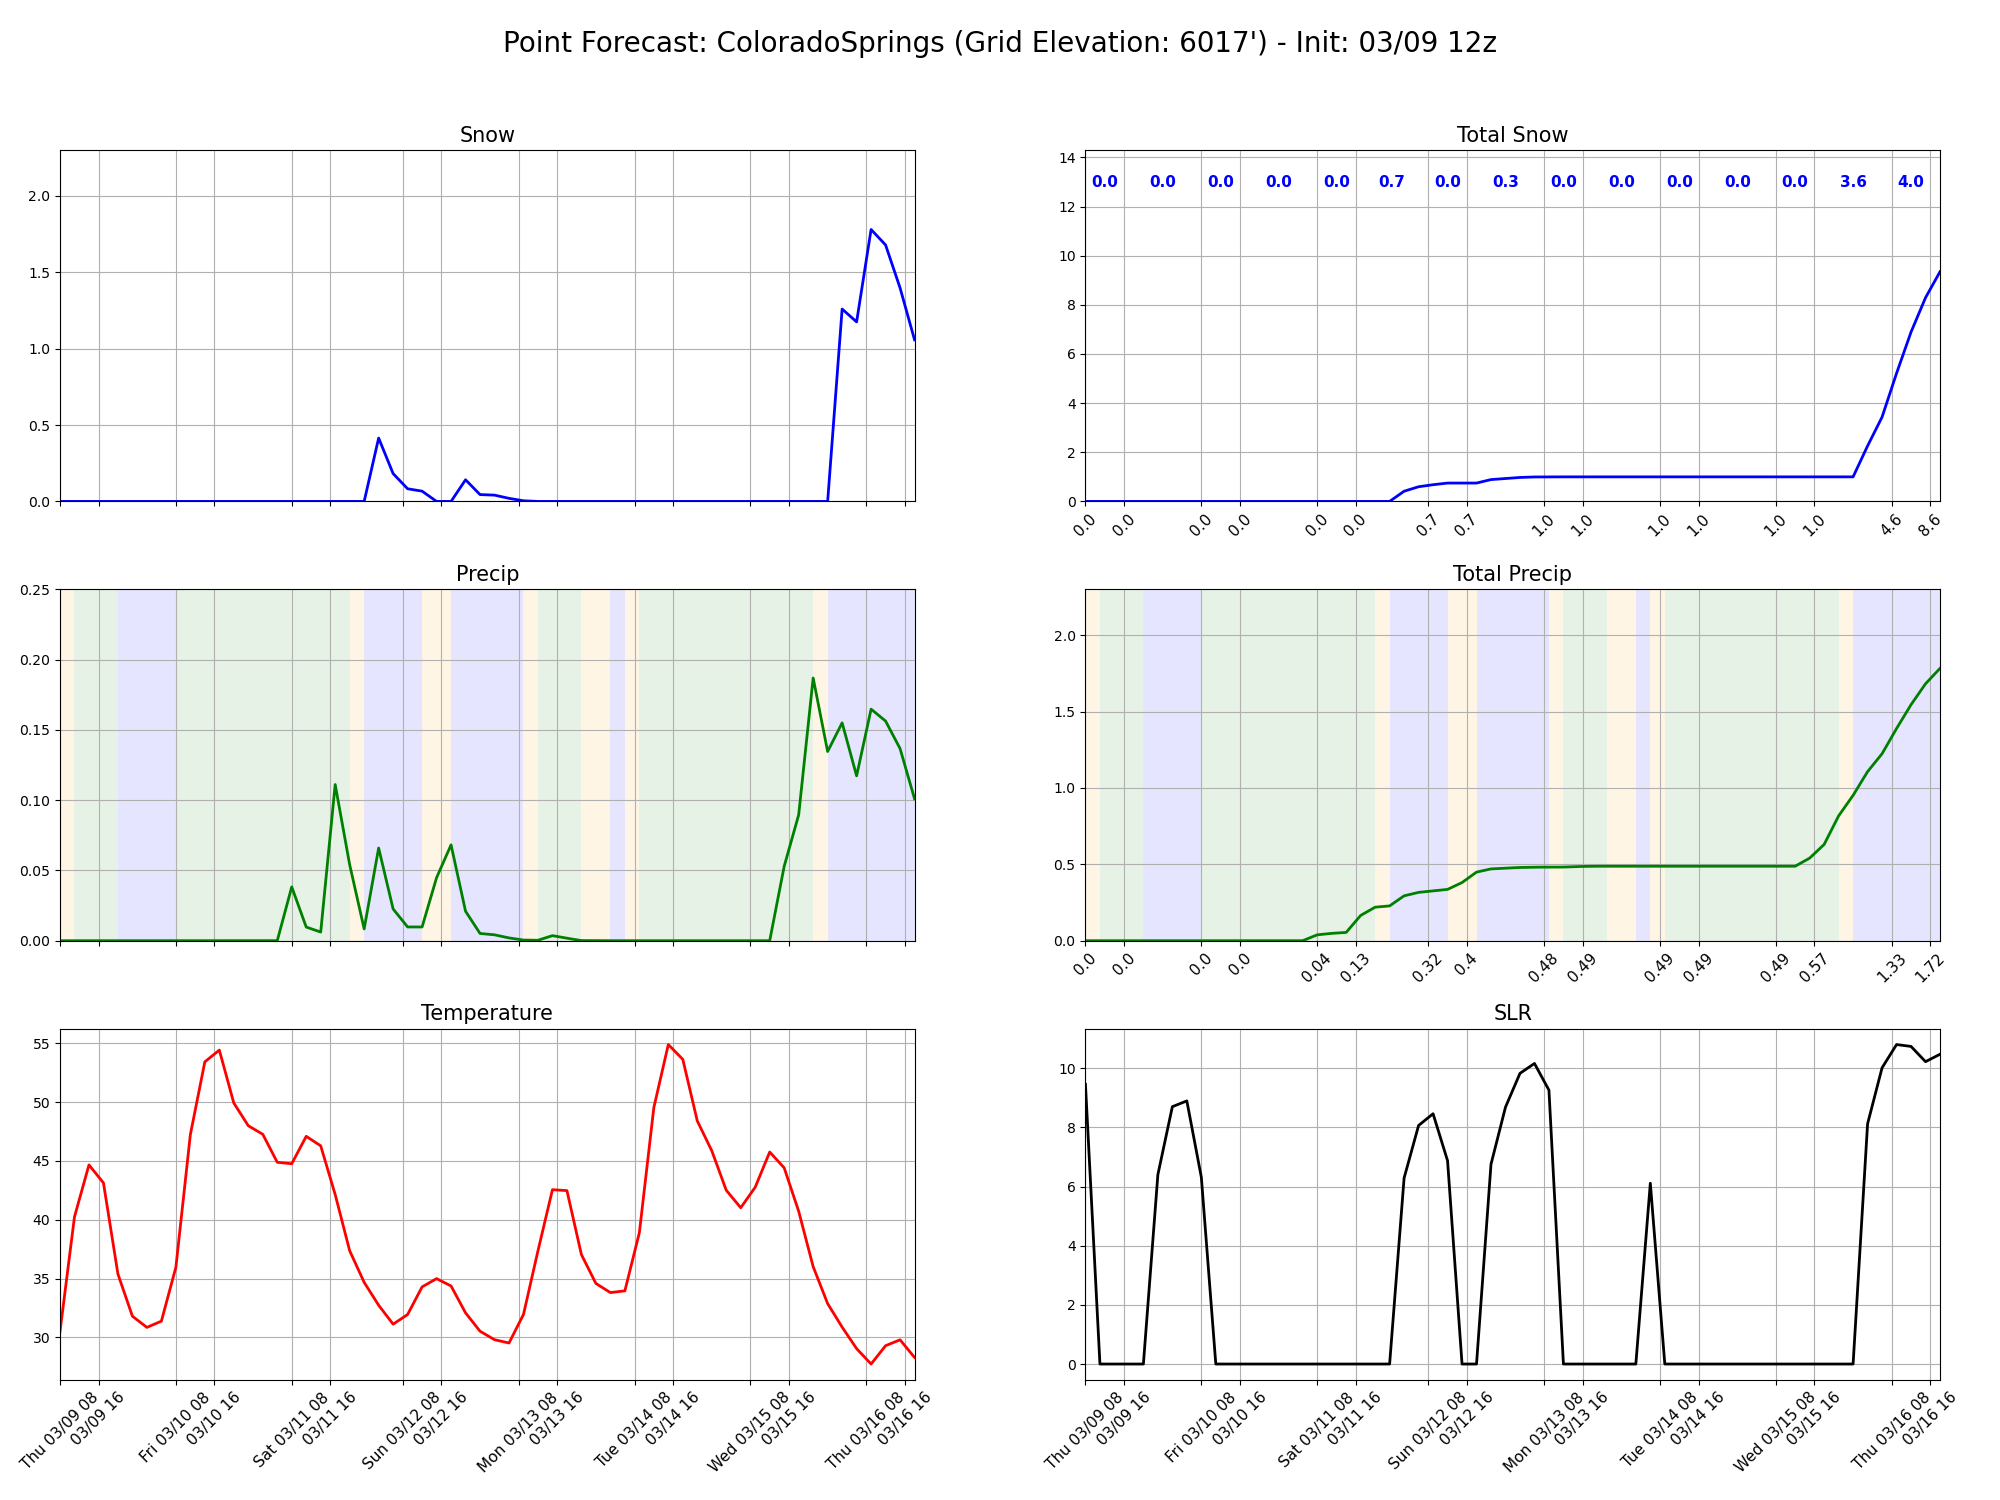 Point Forecast: ColoradoSprings (Grid Elevation: 6017') - Init: 03/09 12z
Snow
2.0
1.5
1.0
0.5
0.0
Total Snow
14
12
10
8
6
4
2
0
0.0 0.0 0.0 0.0 0.0 0.7 0.0 0.3 0.0 0.0 0.0 0.0 0.0 3.6 4.0
0.0 0.0 0.0 0.0 0.0 0.0 0.7 0.7 1.0 1.0 1.0 1.0 1.0 1.0 4.6 8.6
Precip
0.25
0.20
0.15
0.10
0.05
0.00
Total Precip
2.0
1.5
1.0
0.5
0.0
0.0 0.0 0.0 0.0 0.04 0.13 0.32 0.4 0.48 0.49 0.49 0.49 0.49 0.57 1.33 1.72
Temperature
55
50
45
40
35
30
Thu 03/09 08
03/09 16
Fri 03/10 08
03/10 16
Sat 03/11 08
03/11 16
Sun 03/12 08
03/12 16
Mon 03/13 08
03/13 16
Tue 03/14 08
03/14 16
Wed 03/15 08
03/15 16
Thu 03/16 08
03/16 16
SLR
10
8
6
4
2
0
Thu 03/09 08
03/09 16
Fri 03/10 08
03/10 16
Sat 03/11 08
03/11 16
Sun 03/12 08
03/12 16
Mon 03/13 08
03/13 16
Tue 03/14 08
03/14 16
Wed 03/15 08
03/15 16
Thu 03/16 08
03/16 16